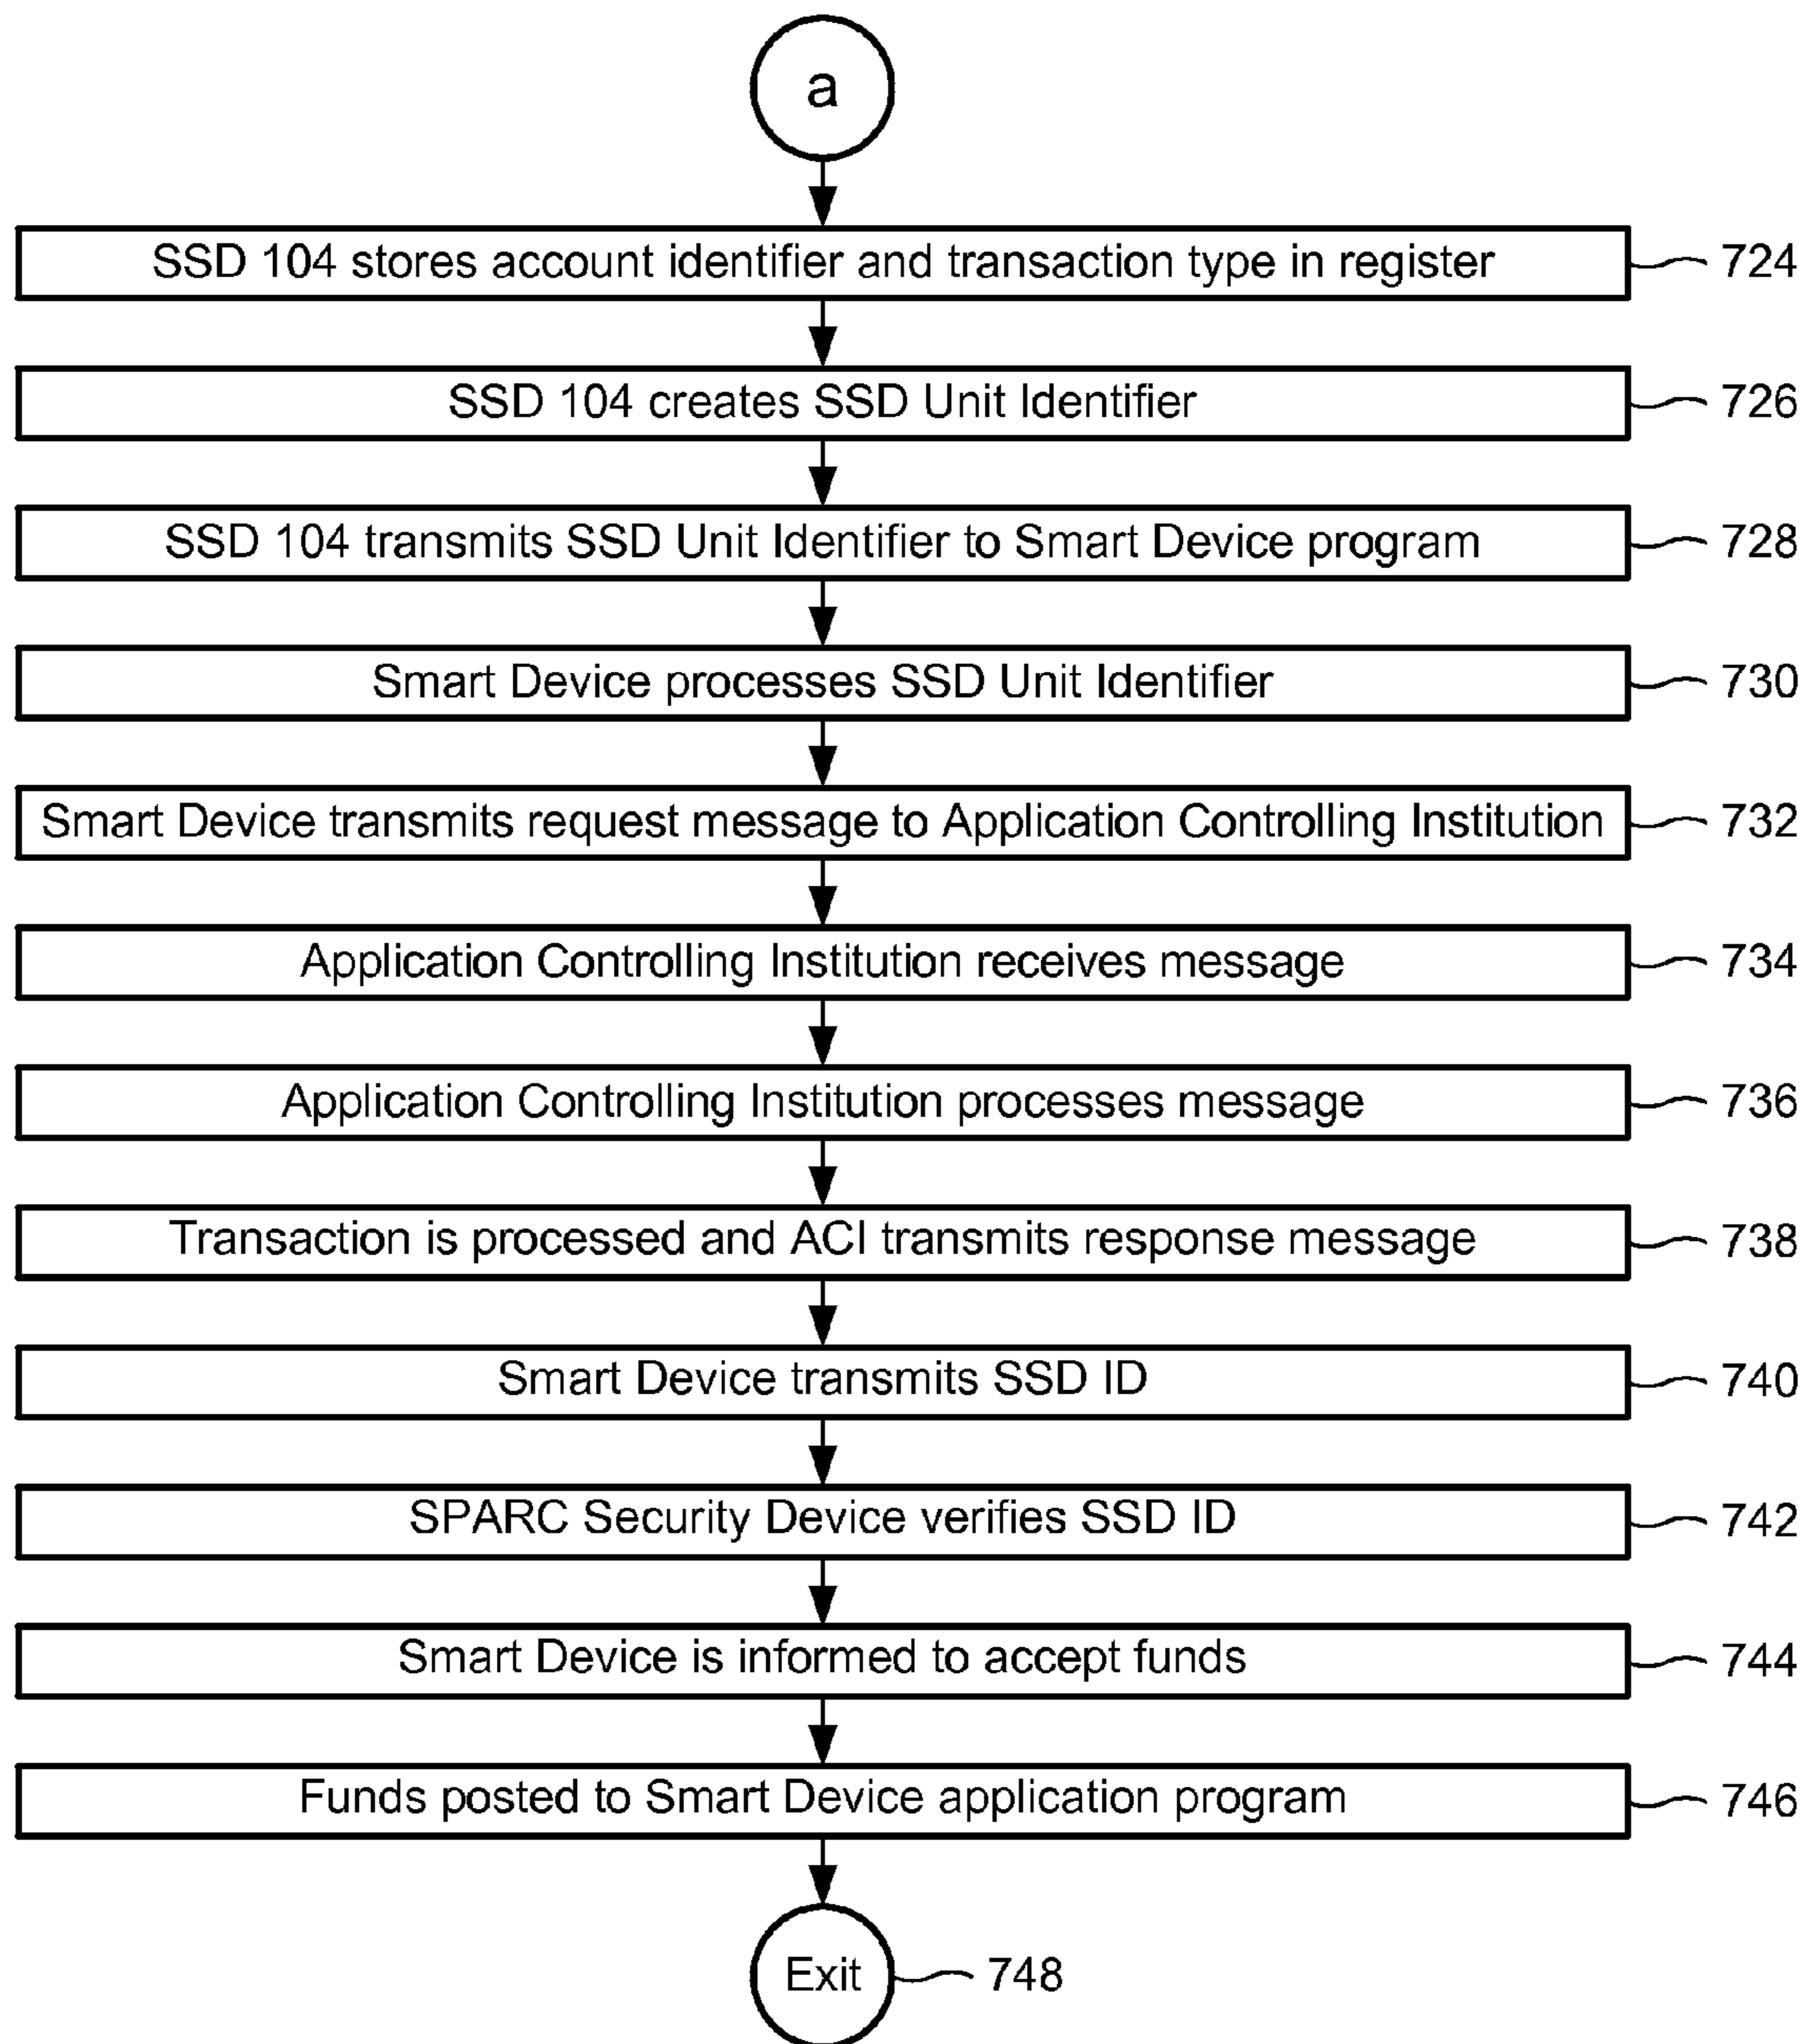 a
SSD 104 stores account identifier and transaction type in register
724
SSD 104 creates SSD Unit Identifier
726
SSD 104 transmits SSD Unit Identifier to Smart Device program
728
Smart Device processes SSD Unit Identifier
730
Smart Device transmits request message to Application Controlling Institution
732
Application Controlling Institution receives message
734
Application Controlling Institution processes message
736
Transaction is processed and ACI transmits response message
738
Smart Device transmits SSD ID
740
SPARC Security Device verifies SSD ID
742
Smart Device is informed to accept funds
744
Funds posted to Smart Device application program
746
Exit
748